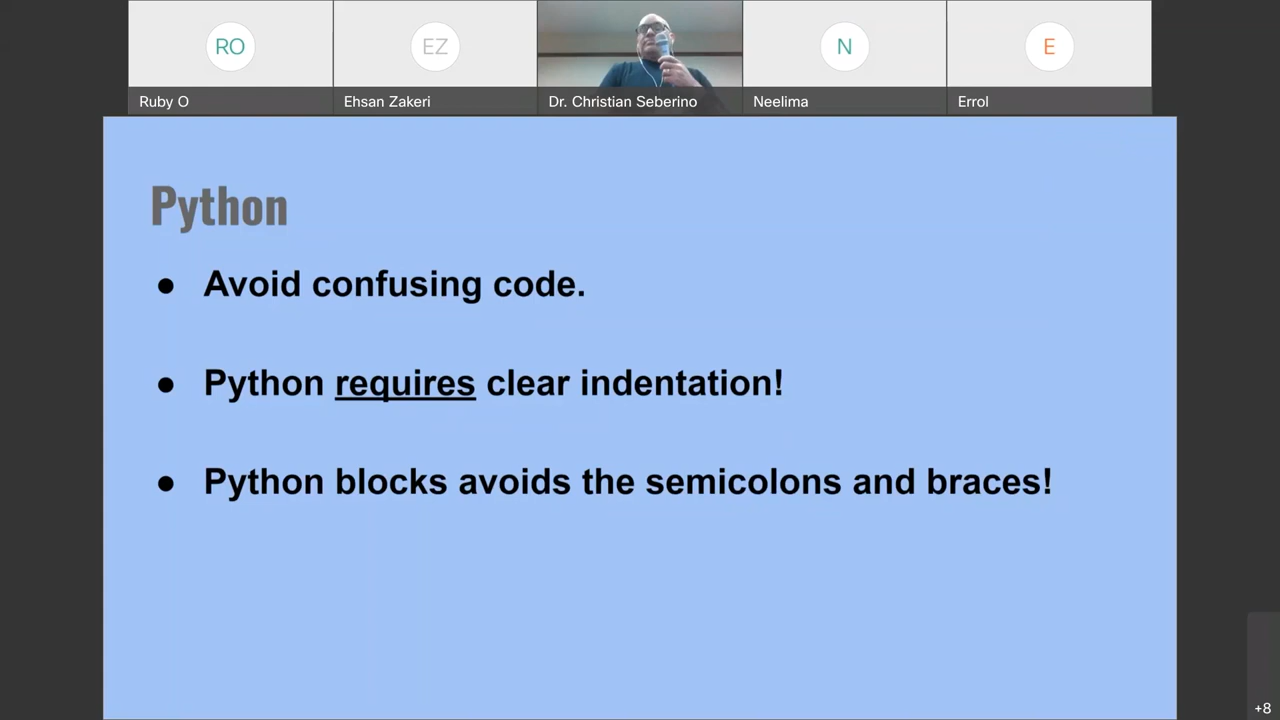 RO
EZ
N
E
Ruby O
Ehsan Zakeri
Dr. Christian Seberino
Neelima
Errol
Python
● Avoid confusing code.
● Python requires clear indentation!
● Python blocks avoids the semicolons and braces!
+8